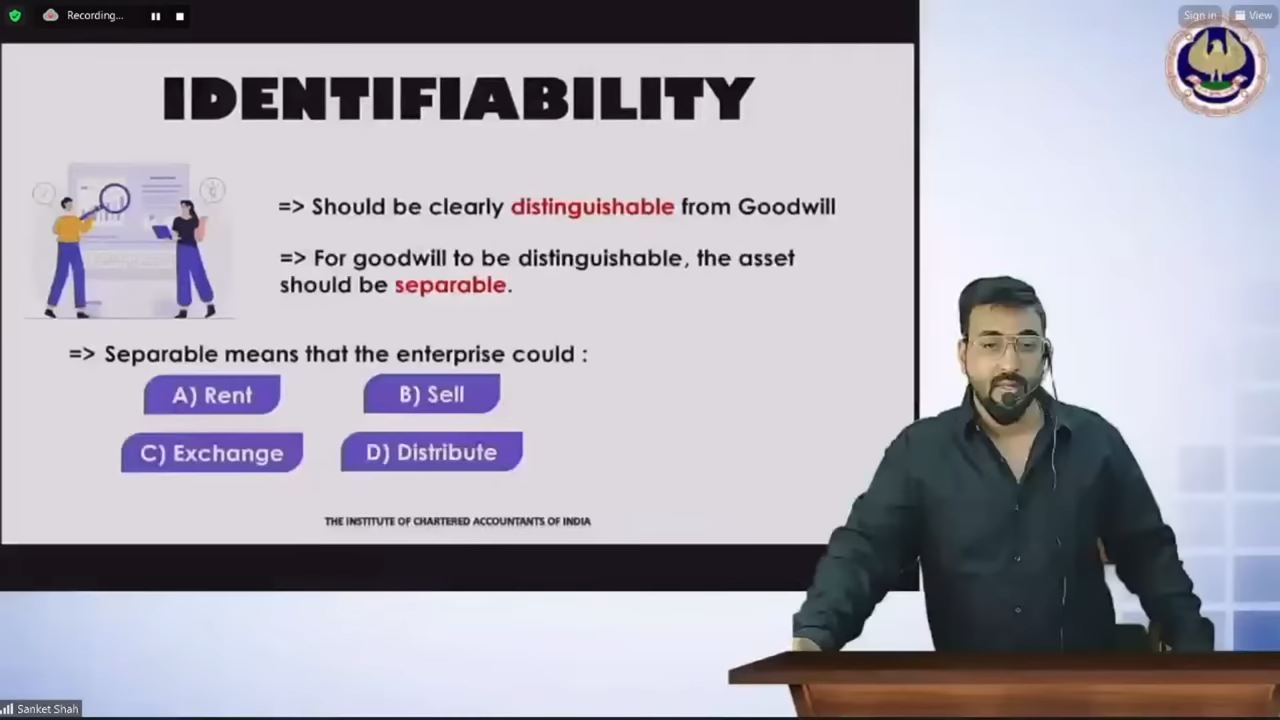 Recording...
Sign in
View
IDENTIFIABILITY
=> Should be clearly distinguishable from Goodwill
=> For goodwill to be distinguishable, the asset
should be separable.
=> Separable means that the enterprise could :
A) Rent
B) Sell
C) Exchange
D) Distribute
THE INSTITUTE OF CHARTERED ACCOUNTANTS OF INDIA
Sanket Shah